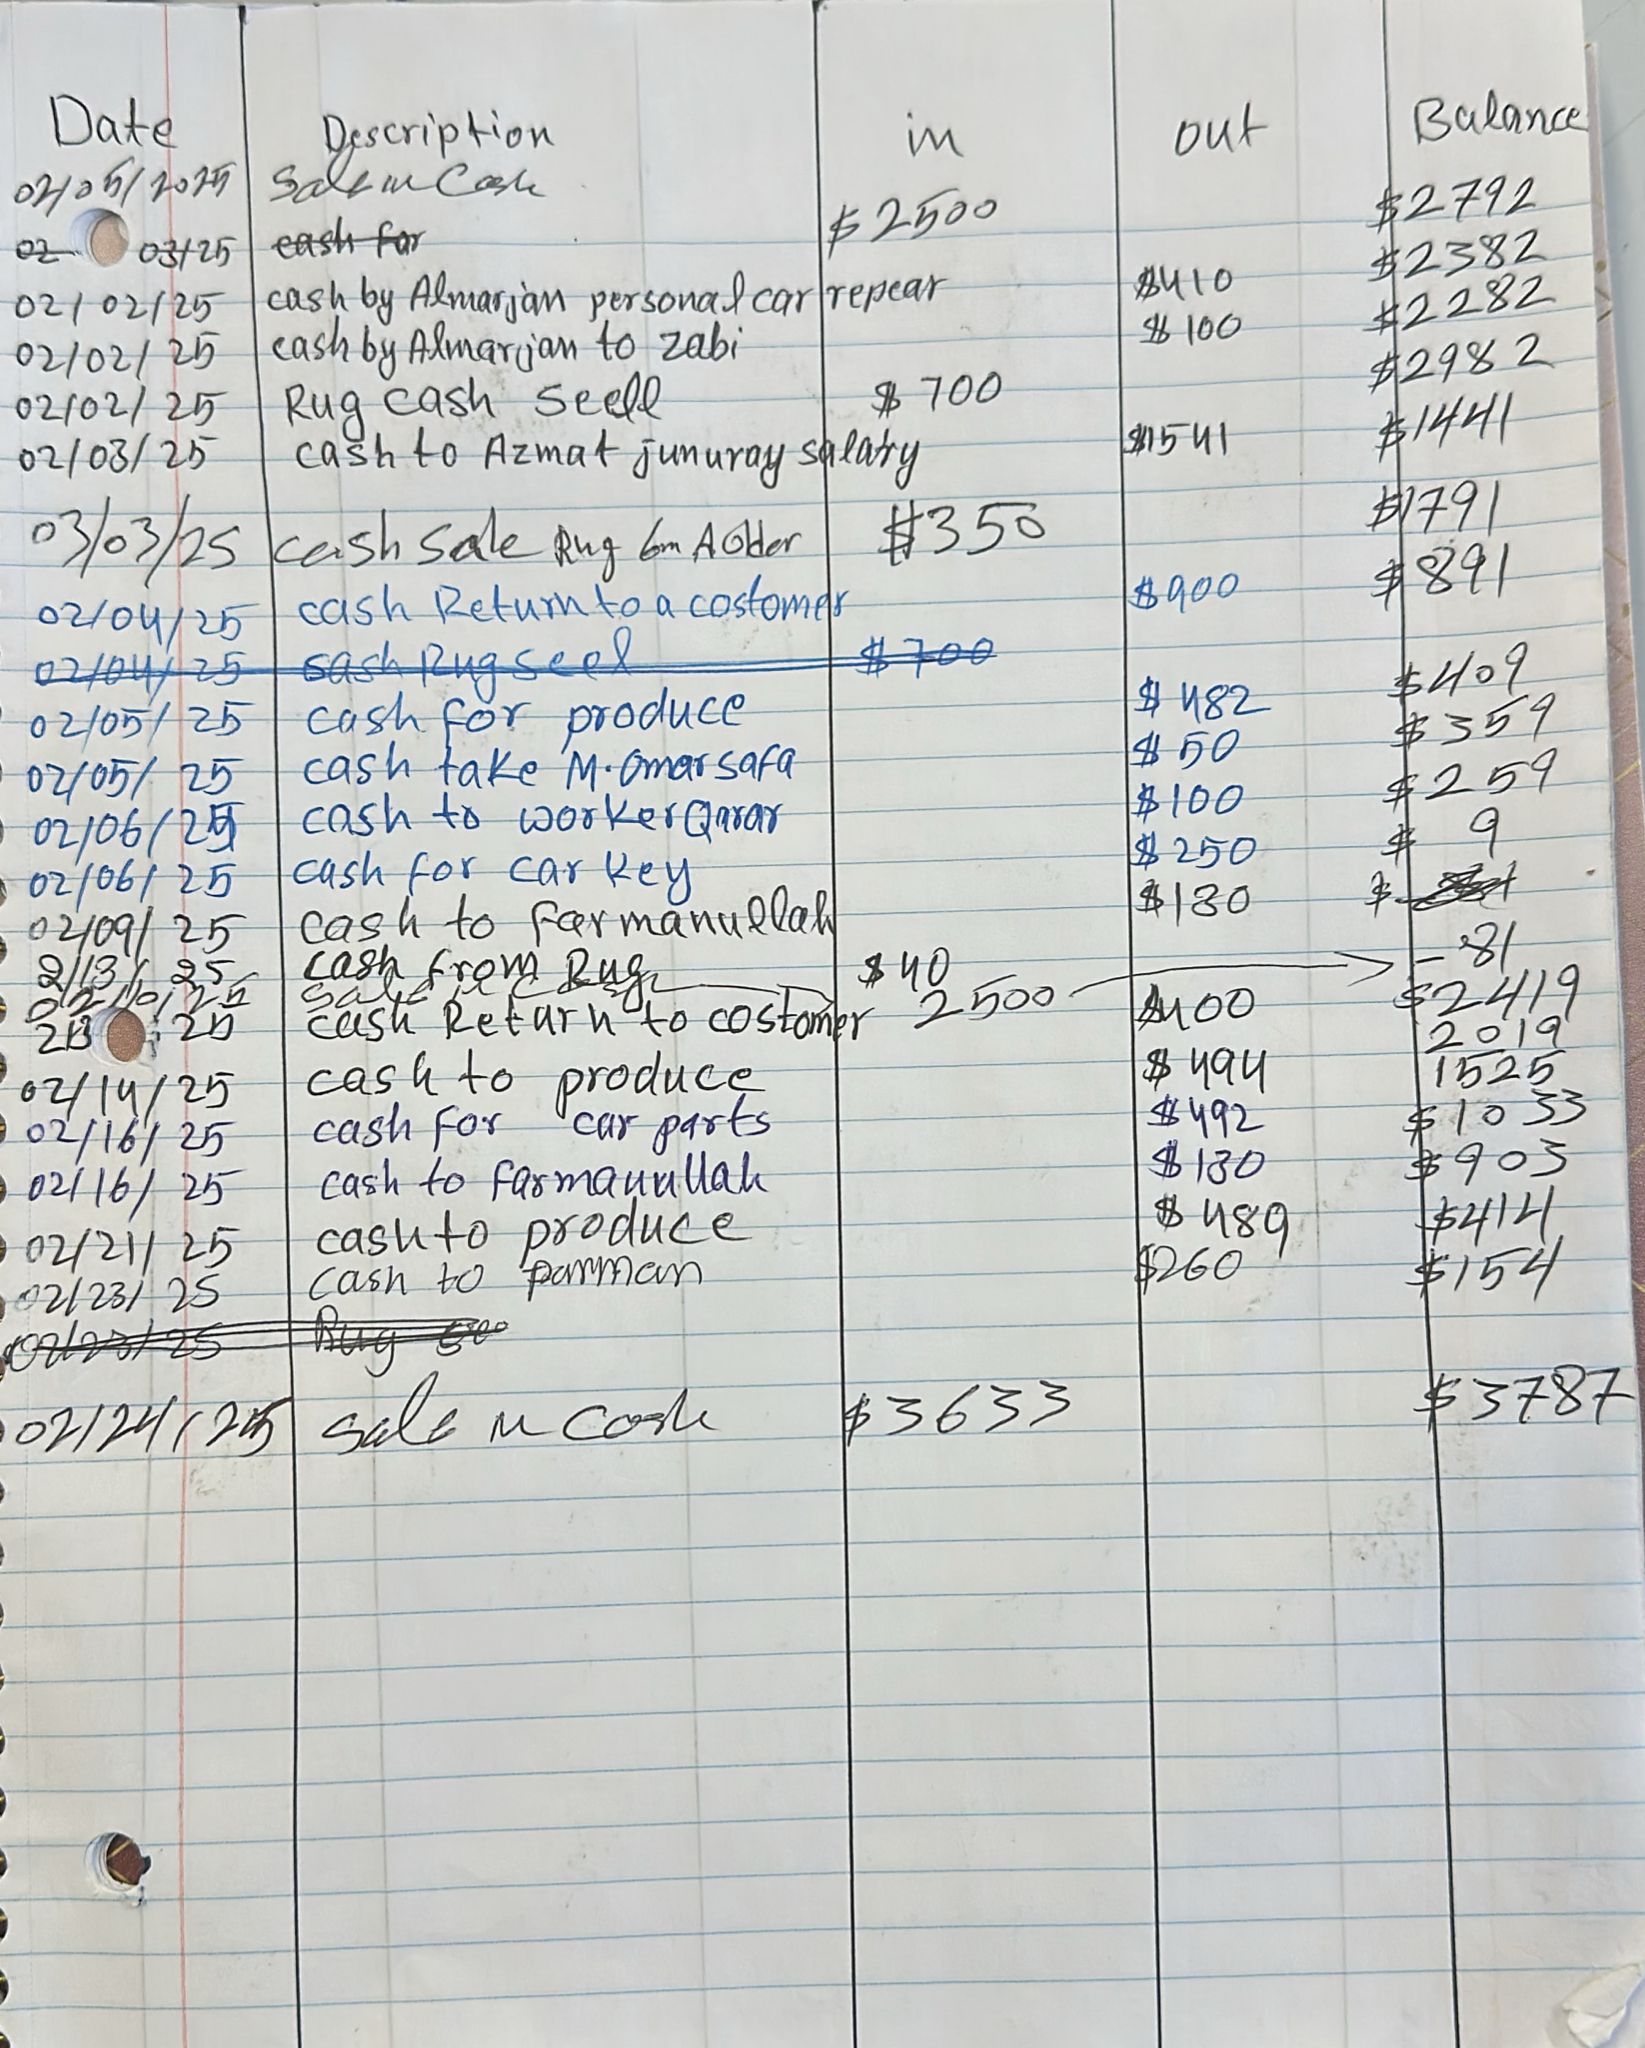 Date Description in out Balance
02/05/2025 Sale in Cash $2500 $2792
02 03/25 cash for
02/02/25 cash by Almarjan personal car repear $410 $2382
02/02/25 cash by Almarjan to zabi $100 $2282
02/02/25 Rug cash seell $700 $2982
02/03/25 cash to Azmat junuray salary $1541 $1441
03/03/25 cash sale Rug $350 $1791
02/04/25 cash Return to a costomer $900 $891
02/04/25 cash Rug seel $700
02/05/25 cash for produce $482 $409
02/05/25 cash take M. Omar safa $50 $359
02/06/25 cash to worker Qarar $100 $259
02/06/25 cash for car key $250 $9
02/09/25 cash to farmanullah $130 $
2/13/25 cash from Rug $40 -81
02/10/25 sale in cash 2500 $2419
213 25 cash Return to costomer $400 2019
02/14/25 cash to produce $494 1525
02/16/25 cash for car parts $492 $1033
02/16/25 cash to farmanullah $130 $903
02/21/25 cash to produce $489 $414
02/23/25 cash to parman $260 $154
02/23/25 Rug
02/24/25 sale in Cash $3633 $3787